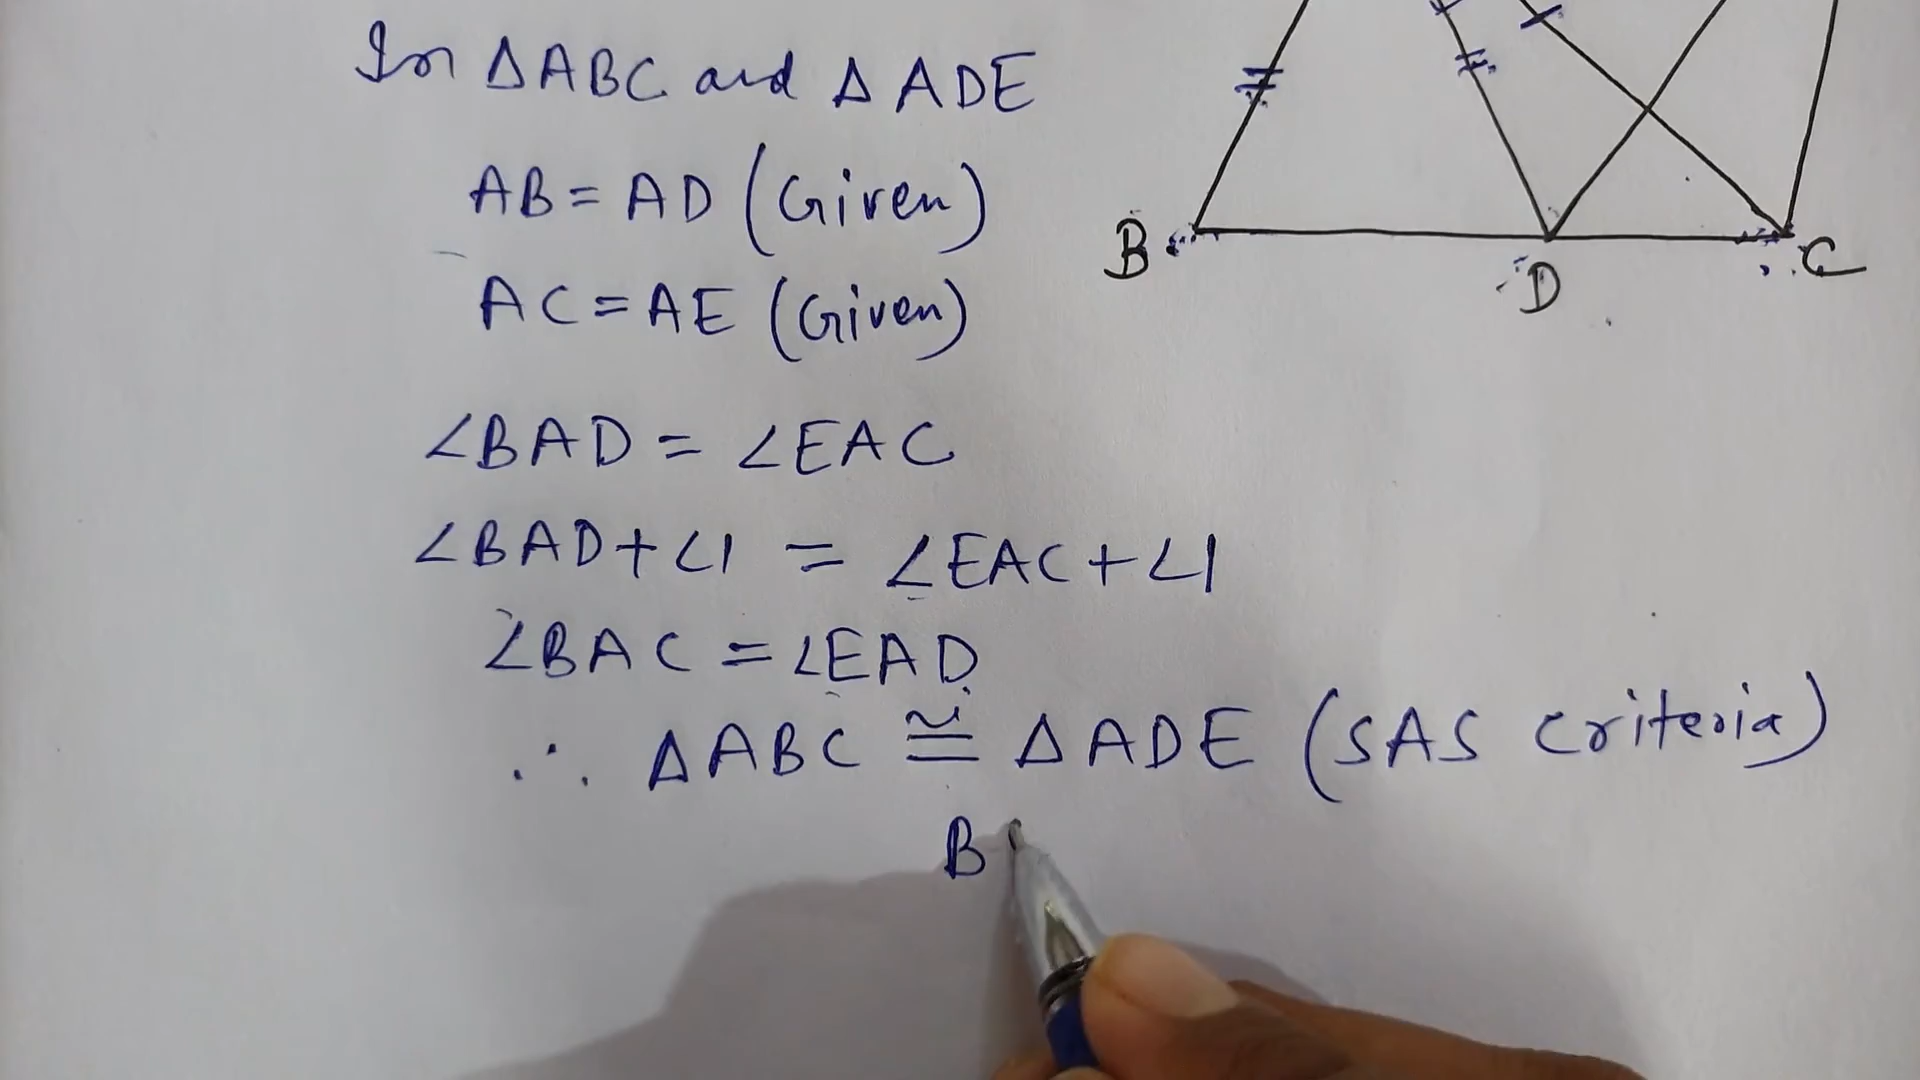 In ΔABC and ΔADE
AB = AD (Given)
AC = AE (Given)
∠BAD = ∠EAC
∠BAD + ∠1 = ∠EAC + ∠1
∠BAC = ∠EAD
∴ ΔABC ≅ ΔADE (SAS criteria)
B
B
D
C